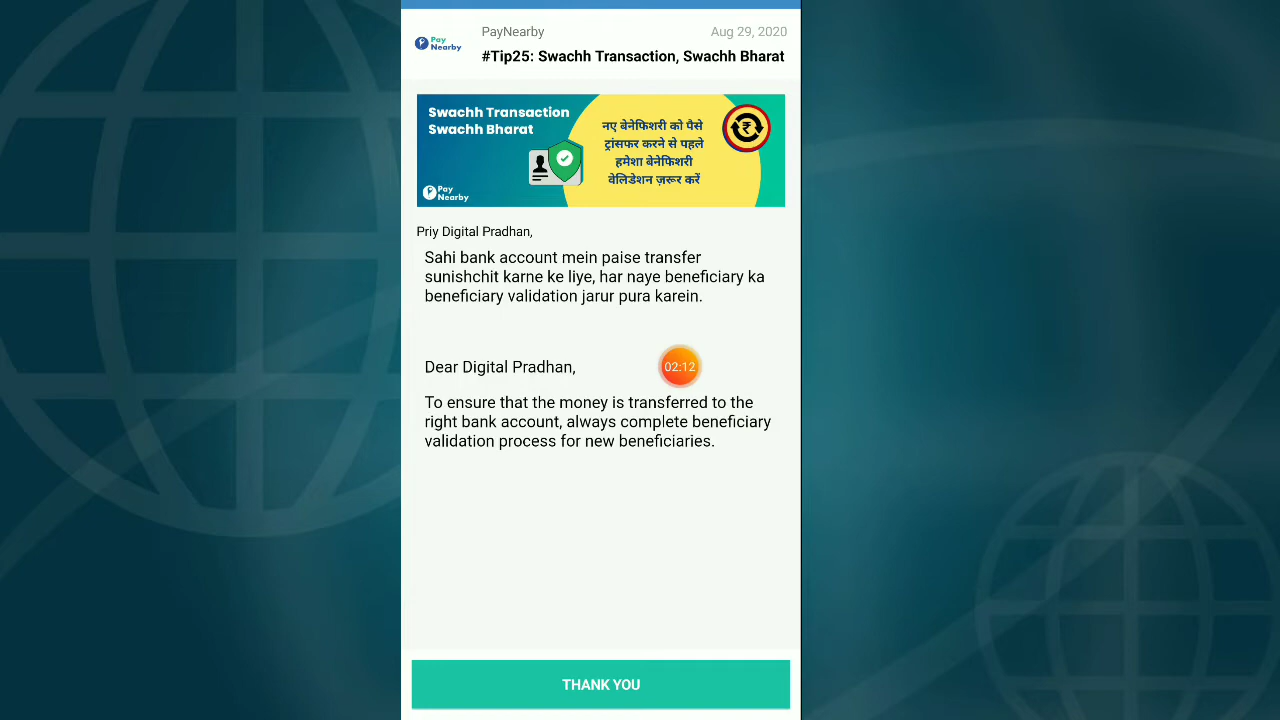 Pay
Nearby
PayNearby
Aug 29, 2020
#Tip25: Swachh Transaction, Swachh Bharat
Swachh Transaction
Swachh Bharat
नए बेनेफिशरी को पैसे
ट्रांसफर करने से पहले
हमेशा बेनेफिशरी
वेलिडेशन ज़रूर करें
₹
Pay
Nearby
Priy Digital Pradhan,
Sahi bank account mein paise transfer
sunishchit karne ke liye, har naye beneficiary ka
beneficiary validation jarur pura karein.
Dear Digital Pradhan,
02:12
To ensure that the money is transferred to the
right bank account, always complete beneficiary
validation process for new beneficiaries.
THANK YOU